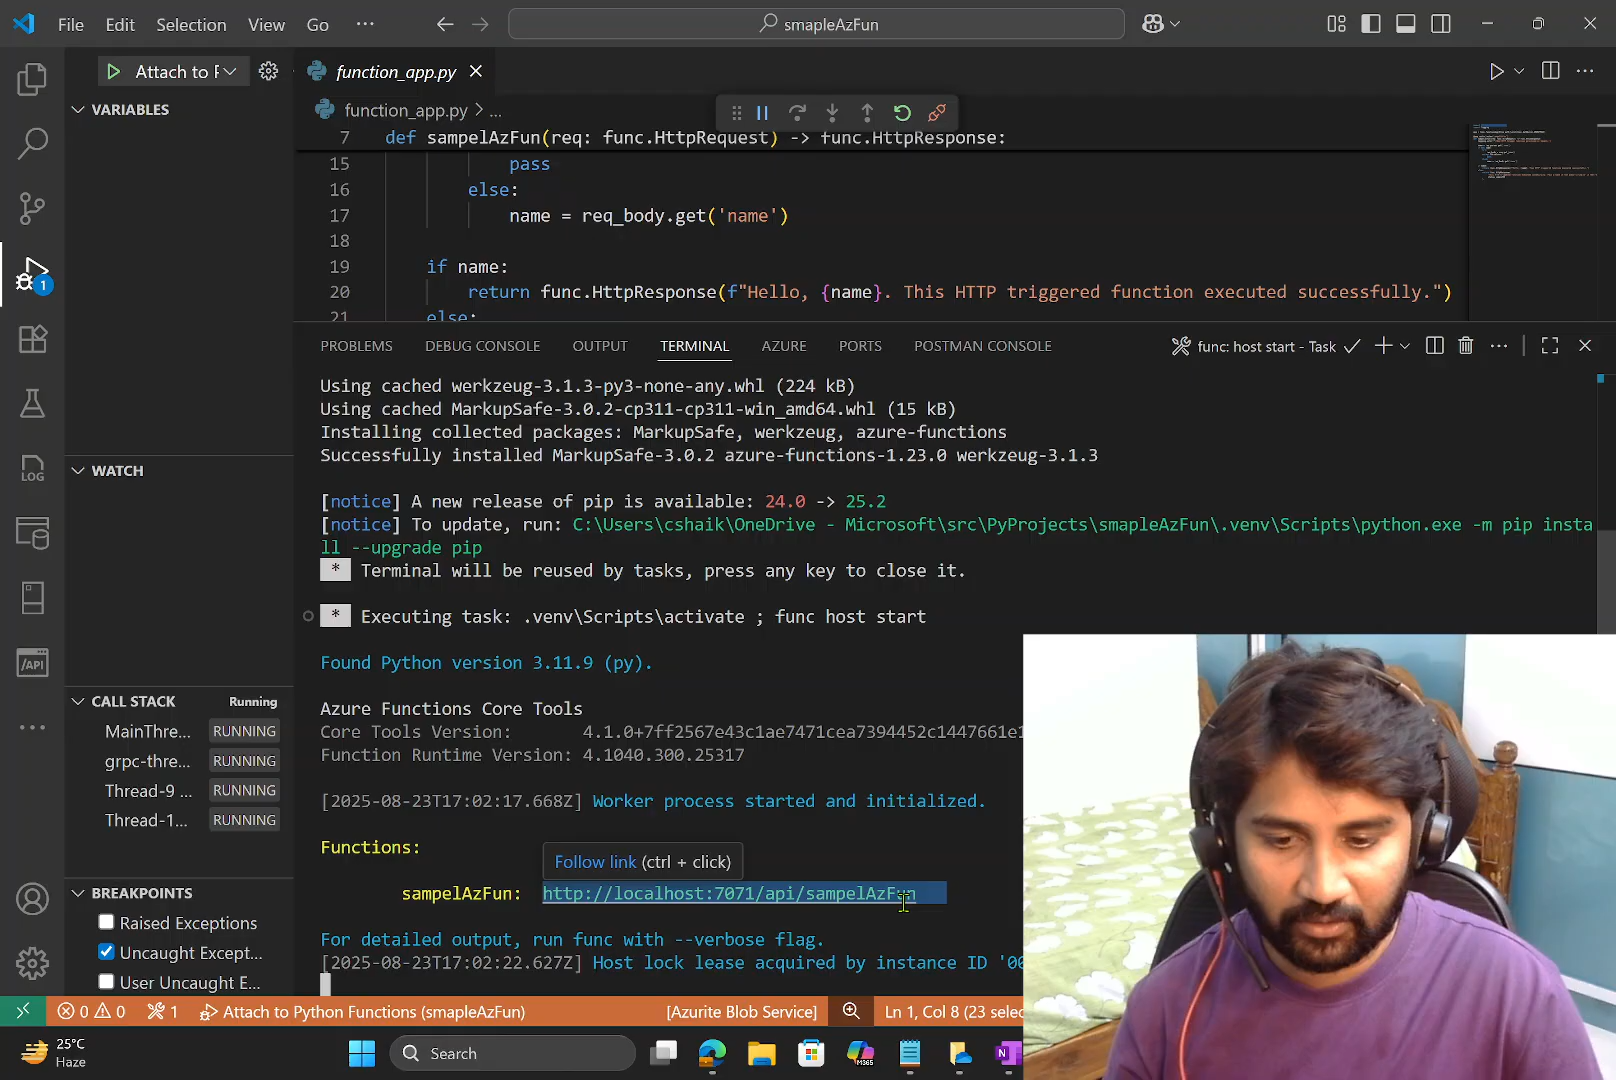 File Edit Selection View Go ...
smapleAzFun
Attach to F
function_app.py
VARIABLES
function_app.py > ...
7 def sampelAzFun(req: func.HttpRequest) -> func.HttpResponse:
15 pass
16 else:
17 name = req_body.get('name')
18
19 if name:
20 return func.HttpResponse(f"Hello, {name}. This HTTP triggered function executed successfully.")
21 else:
PROBLEMS DEBUG CONSOLE OUTPUT TERMINAL AZURE PORTS POSTMAN CONSOLE
func: host start - Task
Using cached werkzeug-3.1.3-py3-none-any.whl (224 kB)
Using cached MarkupSafe-3.0.2-cp311-cp311-win_amd64.whl (15 kB)
Installing collected packages: MarkupSafe, werkzeug, azure-functions
Successfully installed MarkupSafe-3.0.2 azure-functions-1.23.0 werkzeug-3.1.3
WATCH
[notice] A new release of pip is available: 24.0 -> 25.2
[notice] To update, run: C:\Users\cshaik\OneDrive - Microsoft\src\PyProjects\smapleAzFun\.venv\Scripts\python.exe -m pip insta
ll --upgrade pip
* Terminal will be reused by tasks, press any key to close it.
* Executing task: .venv\Scripts\activate ; func host start
Found Python version 3.11.9 (py).
Azure Functions Core Tools
Core Tools Version: 4.1.0+7ff2567e43c1ae7471cea7394452c1447661e1
Function Runtime Version: 4.1040.300.25317
[2025-08-23T17:02:17.668Z] Worker process started and initialized.
Functions:
Follow link (ctrl + click)
sampelAzFun: http://localhost:7071/api/sampelAzFun
For detailed output, run func with --verbose flag.
[2025-08-23T17:02:22.627Z] Host lock lease acquired by instance ID '00
LOG
/API
CALL STACK Running
MainThre... RUNNING
grpc-thre... RUNNING
Thread-9 ... RUNNING
Thread-1... RUNNING
BREAKPOINTS
Raised Exceptions
Uncaught Except...
User Uncaught E...
1
0 0 1 Attach to Python Functions (smapleAzFun) [Azurite Blob Service] Ln 1, Col 8 (23 selec
25°C
Haze
Search
M365
N